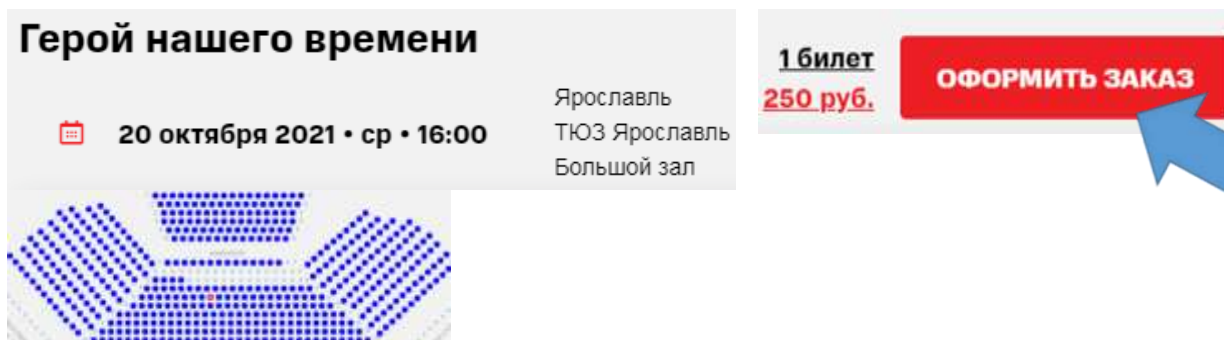 Герой нашего времени
20 октября 2021 • ср • 16:00
Ярославль
ТЮЗ Ярославль
Большой зал
1 билет
250 руб.
ОФОРМИТЬ ЗАКАЗ